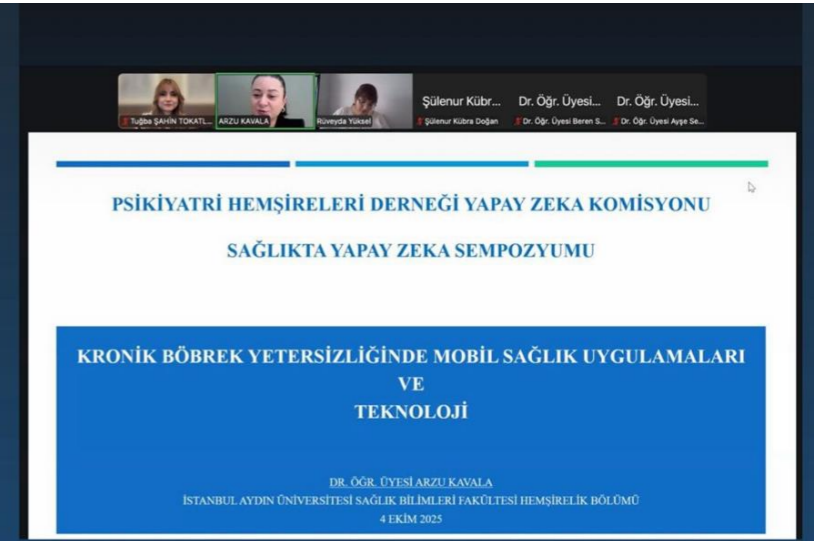 Şülenur Kübr...
Dr. Öğr. Üyesi...
Dr. Öğr. Üyesi...
Tuğba ŞAHİN TOKATL...
ARZU KAVALA
Rüveyda Yüksel
Şülenur Kübra Doğan
Dr. Öğr. Üyesi Beren S...
Dr. Öğr. Üyesi Ayşe Se...
PSİKİYATRİ HEMŞİRELERİ DERNEĞİ YAPAY ZEKA KOMİSYONU
SAĞLIKTA YAPAY ZEKA SEMPOZYUMU
KRONİK BÖBREK YETERSİZLİĞİNDE MOBİL SAĞLIK UYGULAMALARI
VE
TEKNOLOJİ
DR. ÖĞR. ÜYESİ ARZU KAVALA
İSTANBUL AYDIN ÜNİVERSİTESİ SAĞLIK BİLİMLERİ FAKÜLTESİ HEMŞİRELİK BÖLÜMÜ
4 EKİM 2025